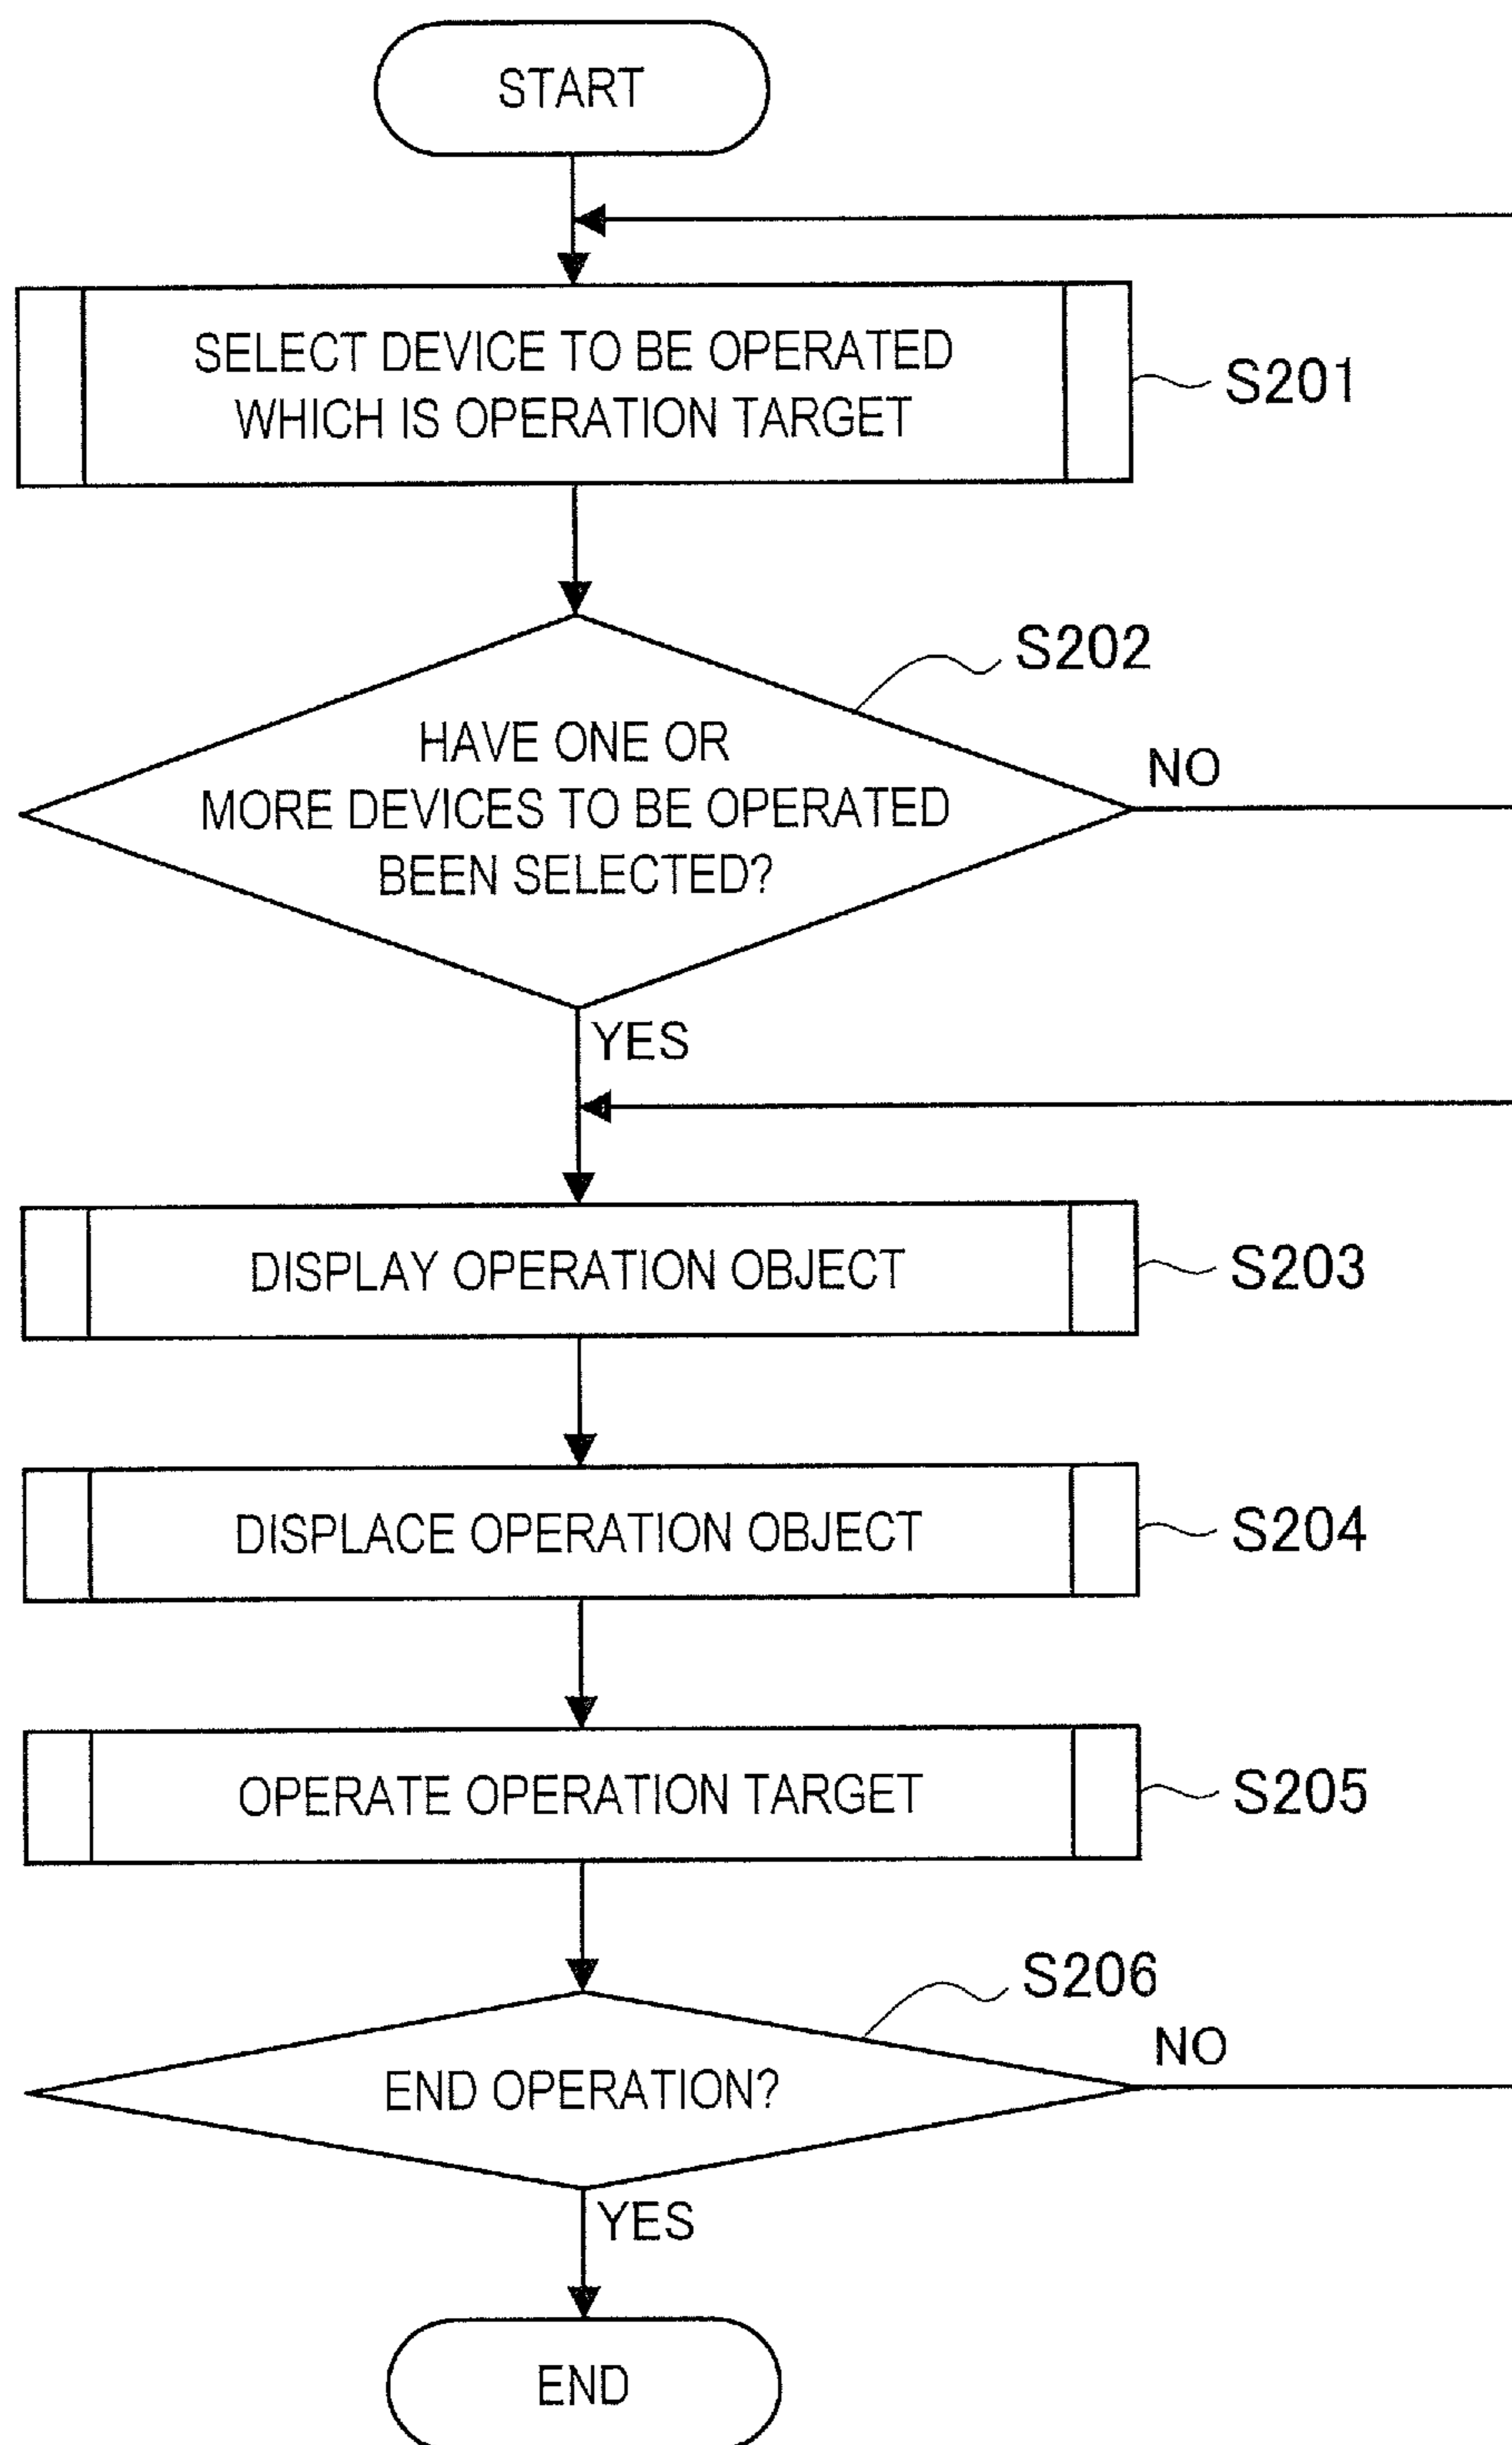 START
SELECT DEVICE TO BE OPERATED
WHICH IS OPERATION TARGET
S201
S202
HAVE ONE OR
MORE DEVICES TO BE OPERATED
BEEN SELECTED?
NO
YES
DISPLAY OPERATION OBJECT
S203
DISPLACE OPERATION OBJECT
S204
OPERATE OPERATION TARGET
S205
S206
END OPERATION?
NO
YES
END